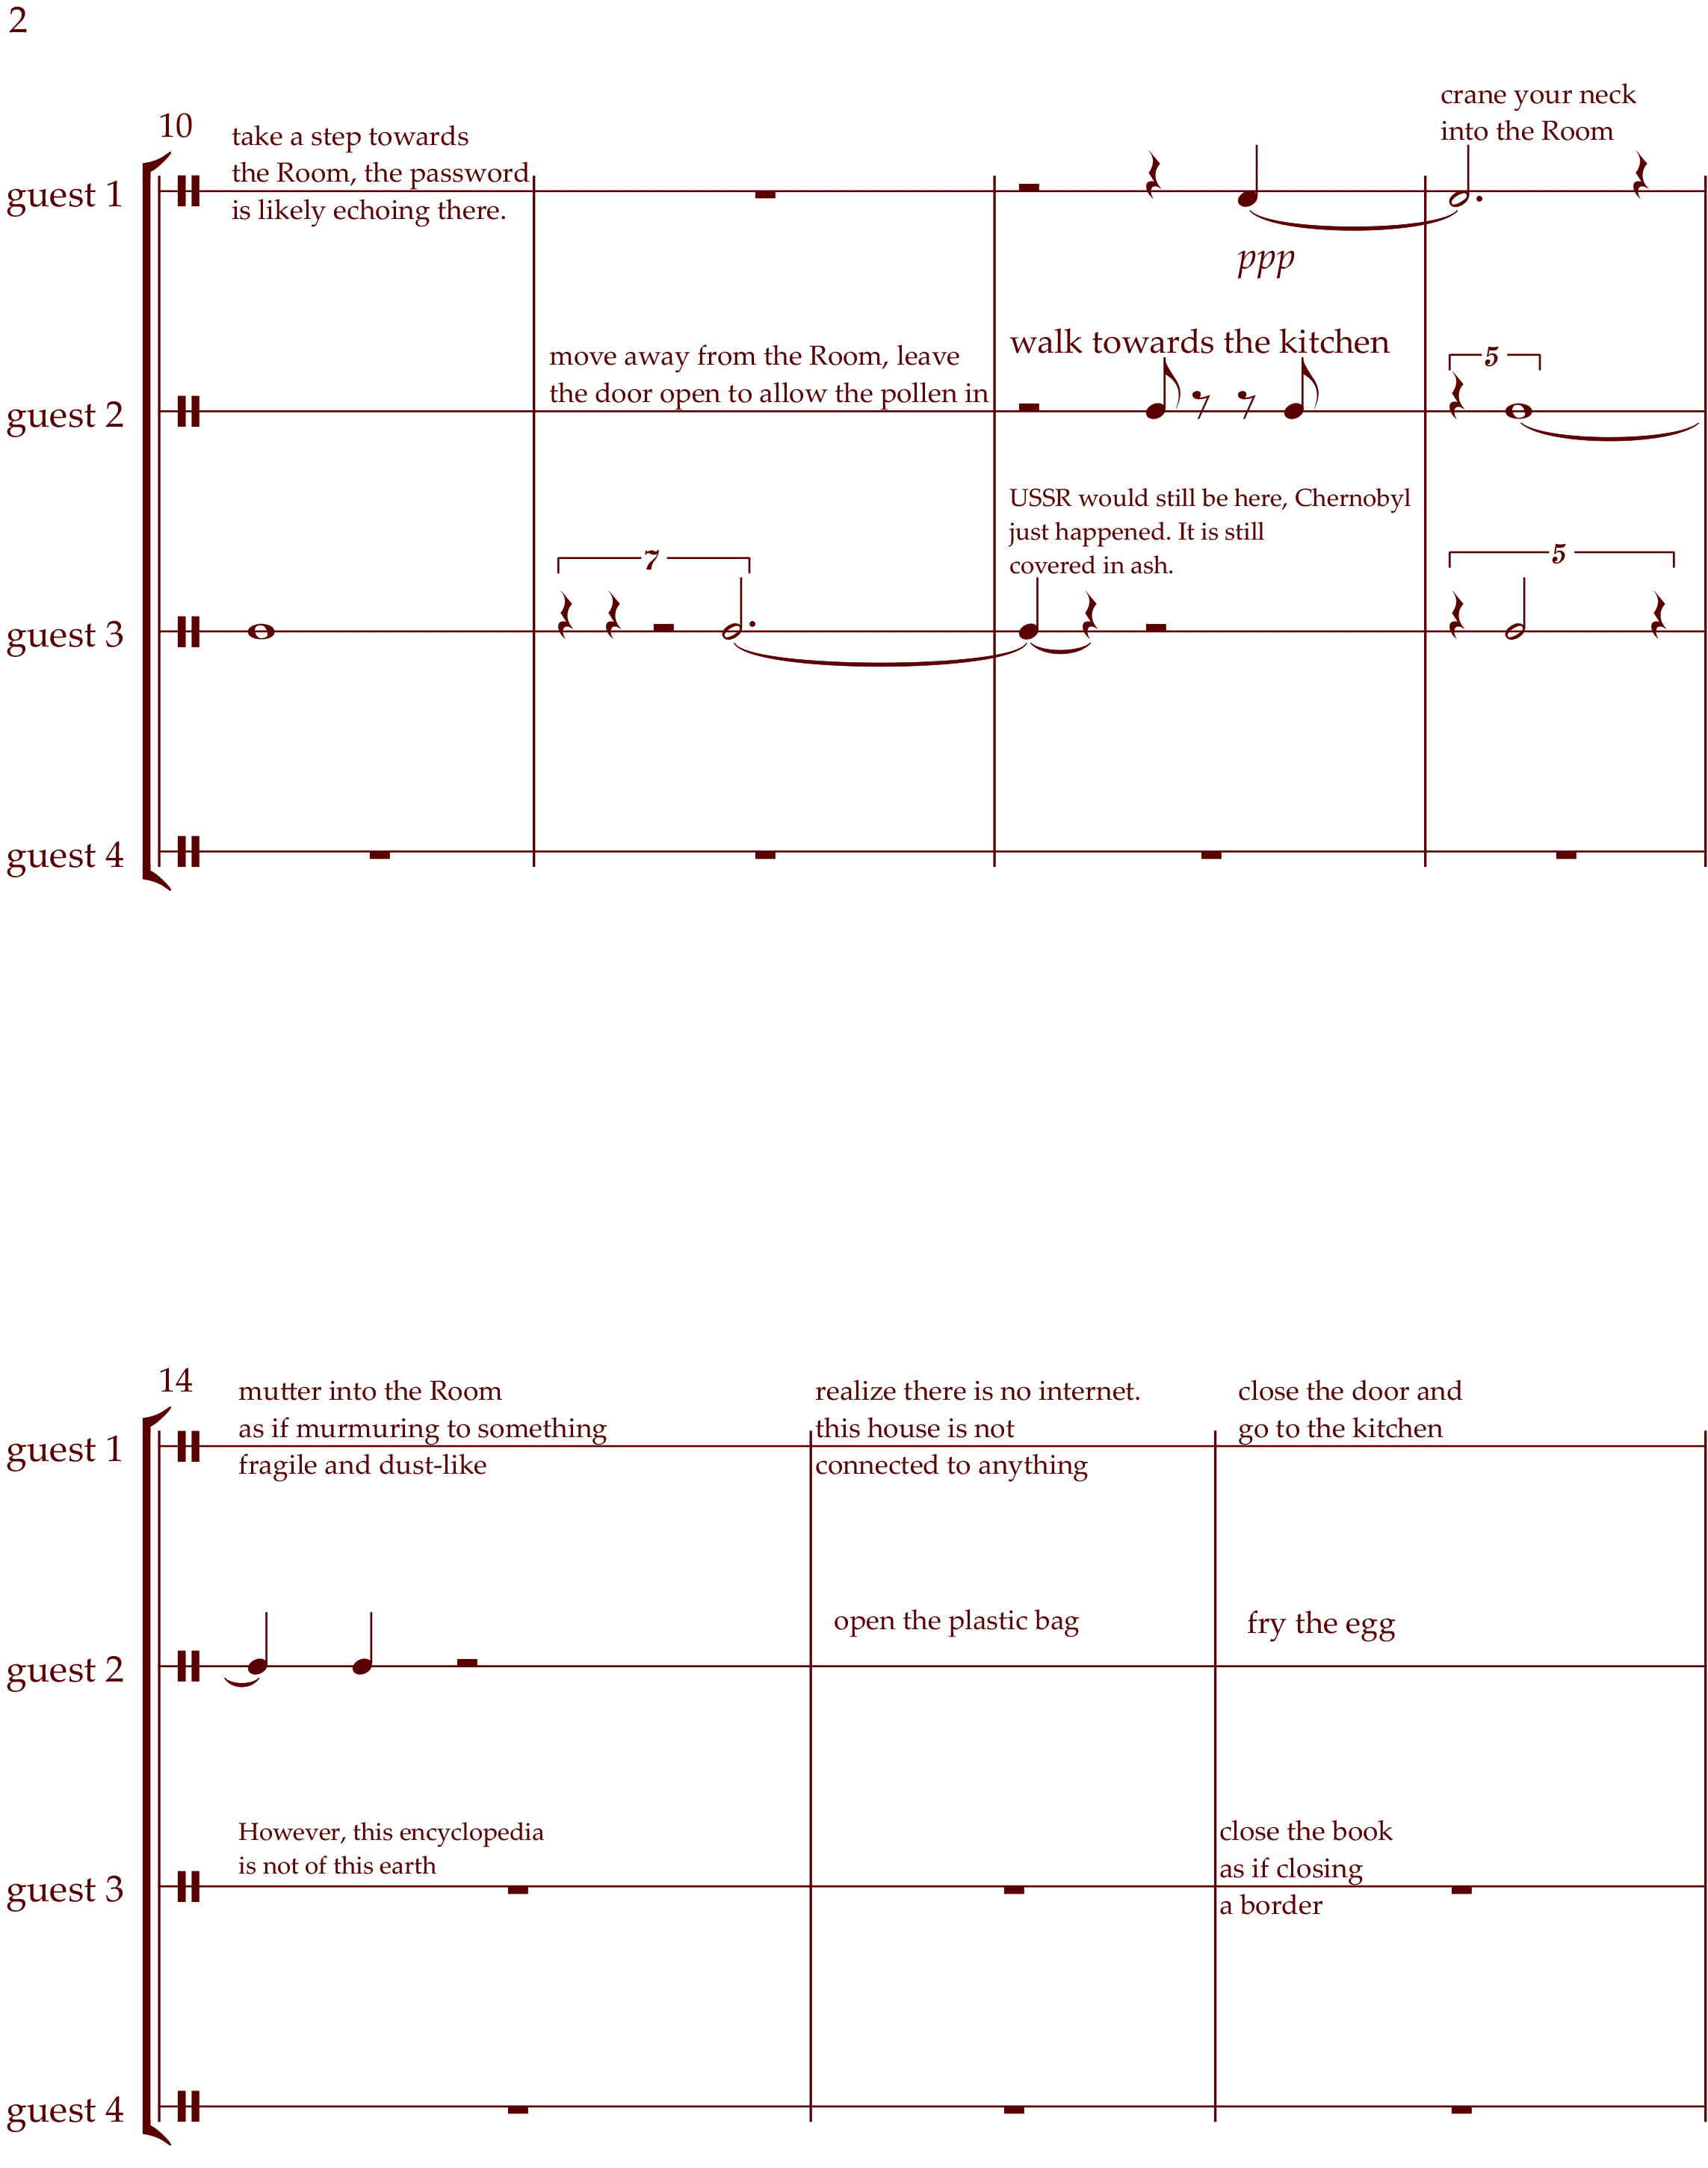 2
10
take a step towards
the Room, the password
is likely echoing there.
crane your neck
into the Room
guest 1
ppp
move away from the Room, leave
the door open to allow the pollen in
walk towards the kitchen
5
guest 2
USSR would still be here, Chernobyl
just happened. It is still
covered in ash.
7
5
guest 3
guest 4
14
mutter into the Room
as if murmuring to something
fragile and dust-like
realize there is no internet.
this house is not
connected to anything
close the door and
go to the kitchen
guest 1
open the plastic bag
fry the egg
guest 2
However, this encyclopedia
is not of this earth
close the book
as if closing
a border
guest 3
guest 4